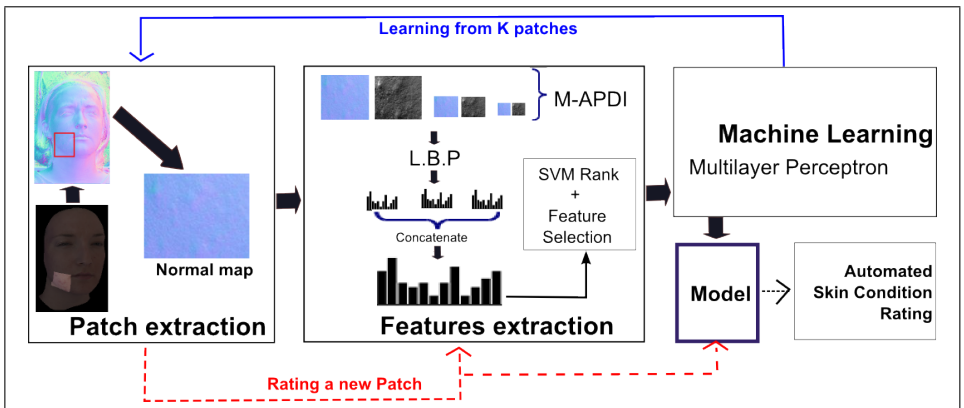 Learning from K patches
Normal map
Patch extraction
M-APDI
L.B.P
Concatenate
SVM Rank
+
Feature
Selection
Features extraction
Machine Learning
Multilayer Perceptron
Model
Automated
Skin Condition
Rating
Rating a new Patch